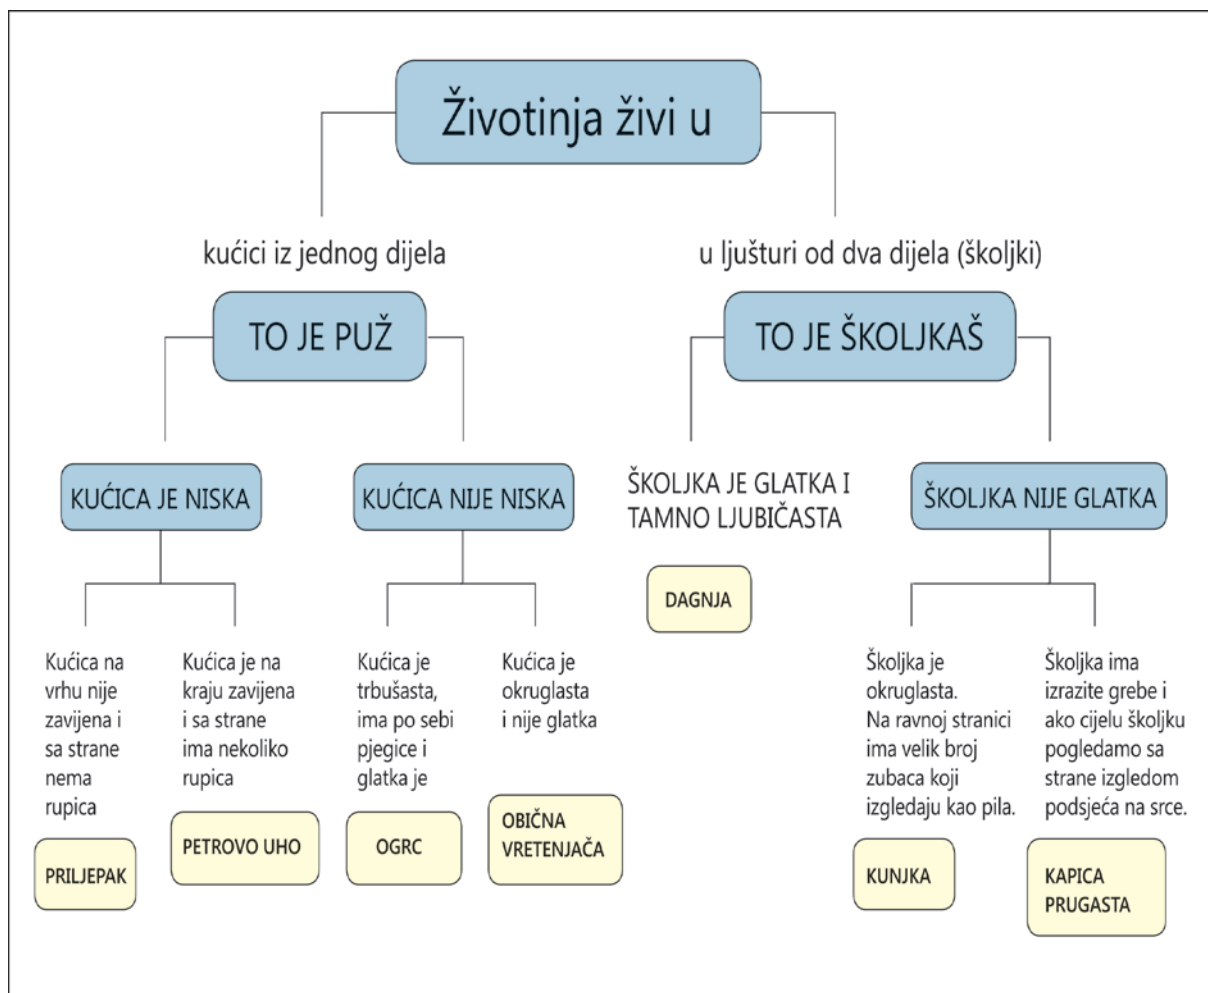 Životinja živi u
kućici iz jednog dijela
u ljušturi od dva dijela (školjki)
TO JE PUŽ
TO JE ŠKOLJKAŠ
KUĆICA JE NISKA
KUĆICA NIJE NISKA
ŠKOLJKA JE GLATKA I
TAMNO LJUBIČASTA
ŠKOLJKA NIJE GLATKA
DAGNJA
Kućica na
vrhu nije
zavijena i
sa strane
nema
rupica
PRILJEPAK
Kućica je na
kraju zavijena
i sa strane
ima nekoliko
rupica
PETROVO UHO
Kućica je
trbušasta,
ima po sebi
pjegice i
glatka je
OGRC
Kućica je
okruglasta
i nije glatka
OBIČNA
VRETENJAČA
Školjka je
okruglasta.
Na ravnoj stranici
ima velik broj
zubaca koji
izgledaju kao pila.
KUNJKA
Školjka ima
izrazite grebe i
ako cijelu školjku
pogledamo sa
strane izgledom
podsjeća na srce.
KAPICA
PRUGASTA